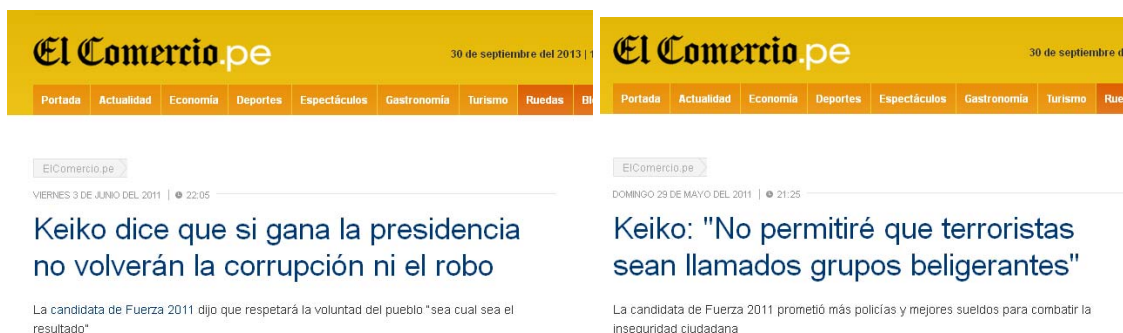 El Comercio.pe
30 de septiembre del 2013 | 1
Portada Actualidad Economía Deportes Espectáculos Gastronomía Turismo Ruedas
ElComercio.pe
VIERNES 3 DE JUNIO DEL 2011 | 22:05
Keiko dice que si gana la presidencia
no volverán la corrupción ni el robo
La candidata de Fuerza 2011 dijo que respetará la voluntad del pueblo "sea cual sea el
resultado"
El Comercio.pe
30 de septiembre d
Portada Actualidad Economía Deportes Espectáculos Gastronomía Turismo Rue
ElComercio.pe
DOMINGO 29 DE MAYO DEL 2011 | 21:25
Keiko: "No permitiré que terroristas
sean llamados grupos beligerantes"
La candidata de Fuerza 2011 prometió más policías y mejores sueldos para combatir la
inseguridad ciudadana